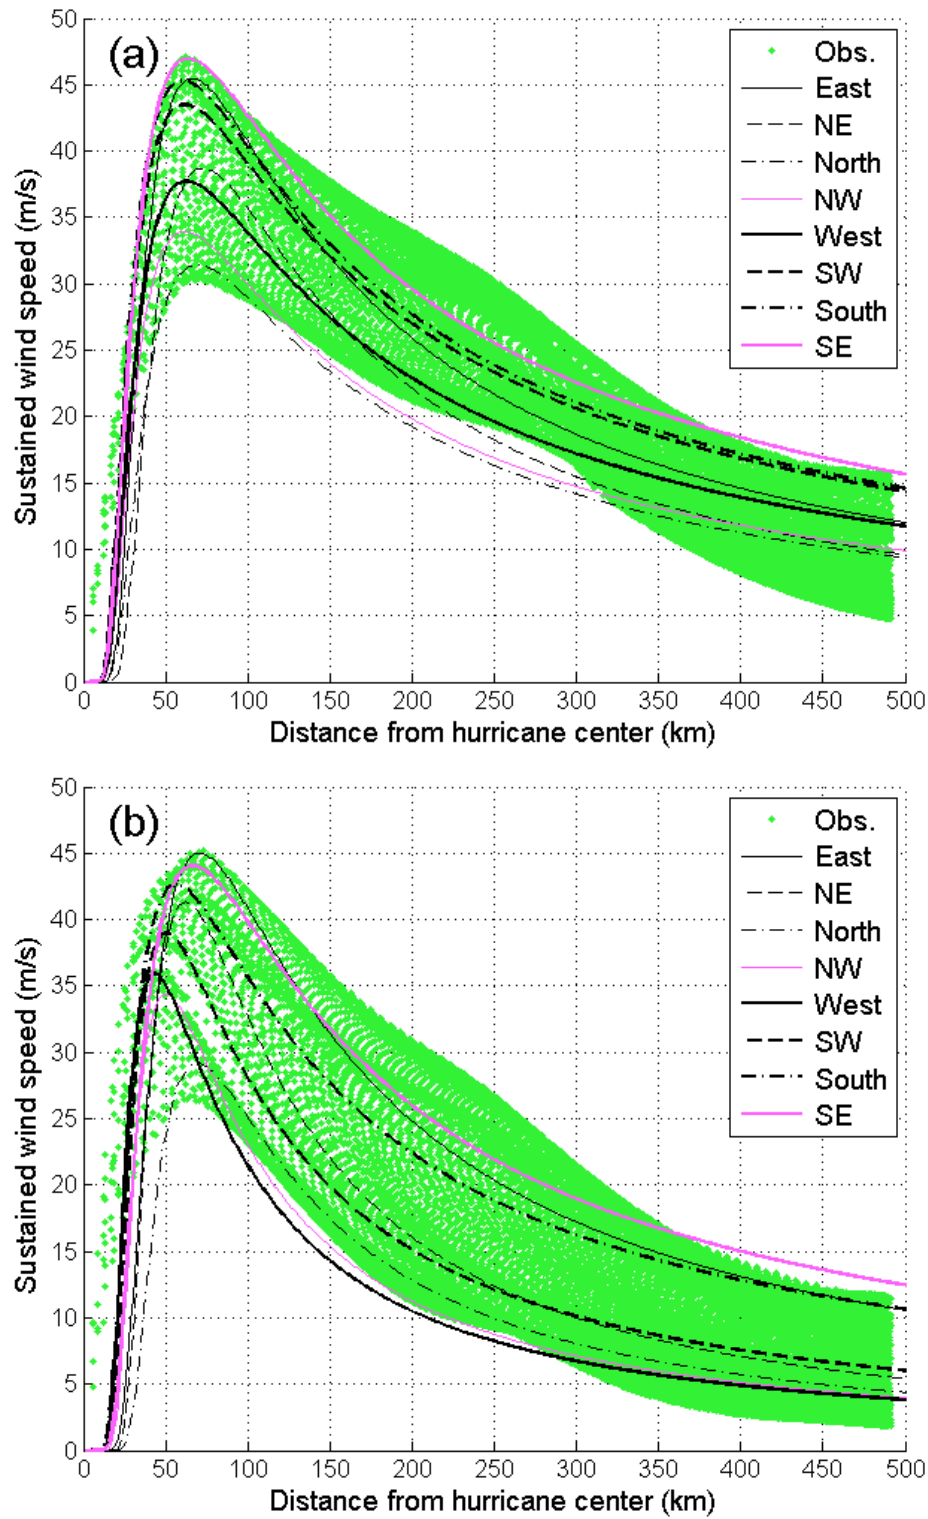 (a)
Obs.
East
NE
North
NW
West
SW
South
SE
Sustained wind speed (m/s)
50
45
40
35
30
25
20
15
10
5
0
0 50 100 150 200 250 300 350 400 450 500
Distance from hurricane center (km)
(b)
Obs.
East
NE
North
NW
West
SW
South
SE
Sustained wind speed (m/s)
50
45
40
35
30
25
20
15
10
5
0
0 50 100 150 200 250 300 350 400 450 500
Distance from hurricane center (km)